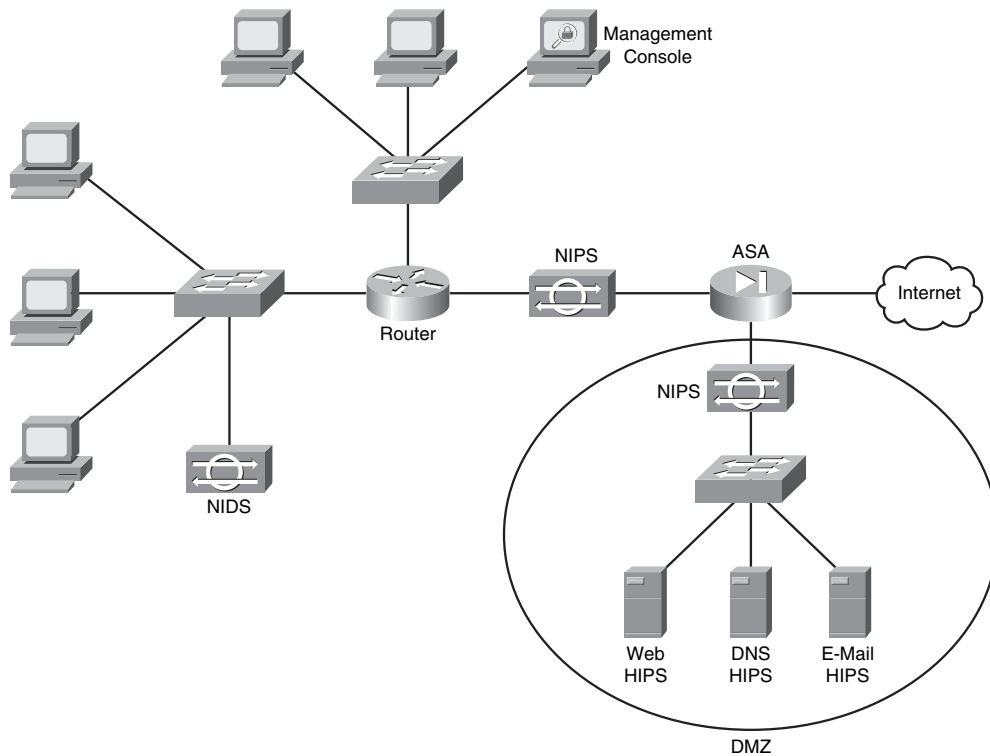 Management
Console
NIPS
ASA
Internet
Router
NIPS
NIDS
Web
HIPS
DNS
HIPS
E-Mail
HIPS
DMZ